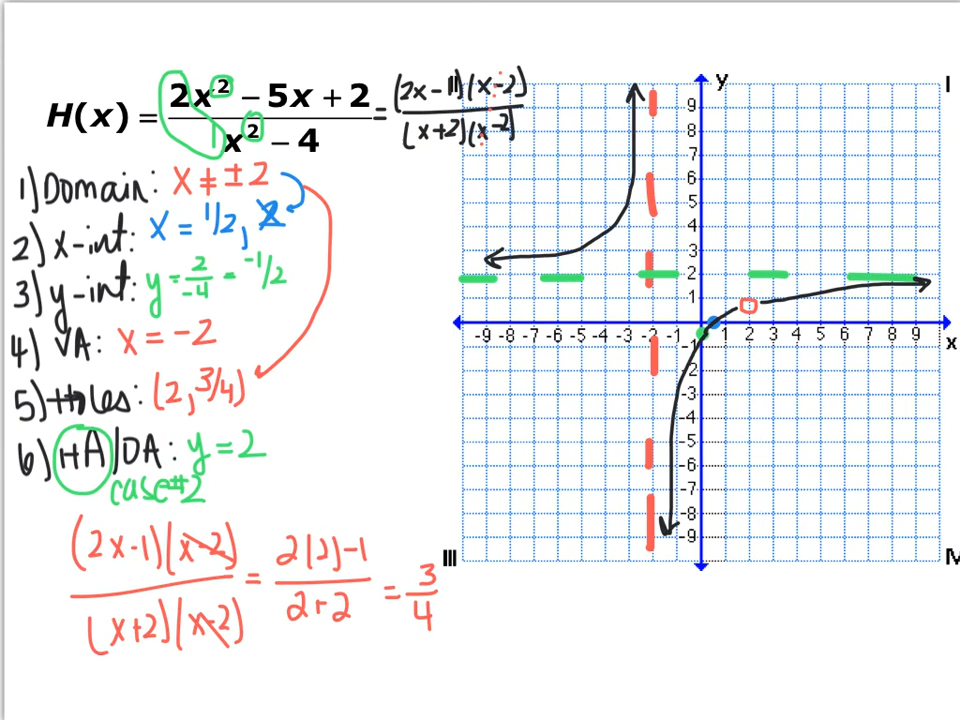 H(x) = (2x² − 5x + 2)/(1x² − 4) = ((2x-1)(x-2))/((x+2)(x-2))
1) Domain: x ≠ ± 2
2) x-int: x = 1/2, 2
3) y-int: y = 2/-4 = -1/2
4) VA: x = -2
5) Holes: (2, 3/4)
6) HA/OA: y = 2
case #2
((2x-1)(x-2))/((x+2)(x-2)) = (2(2)-1)/(2+2) = 3/4
y
I
II
9
8
7
6
5
4
3
2
1
-9 -8 -7 -6 -5 -4 -3 -2 -1 1 2 3 4 5 6 7 8 9 x
-1
-2
-3
-4
-5
-6
-7
-8
-9
III
IV